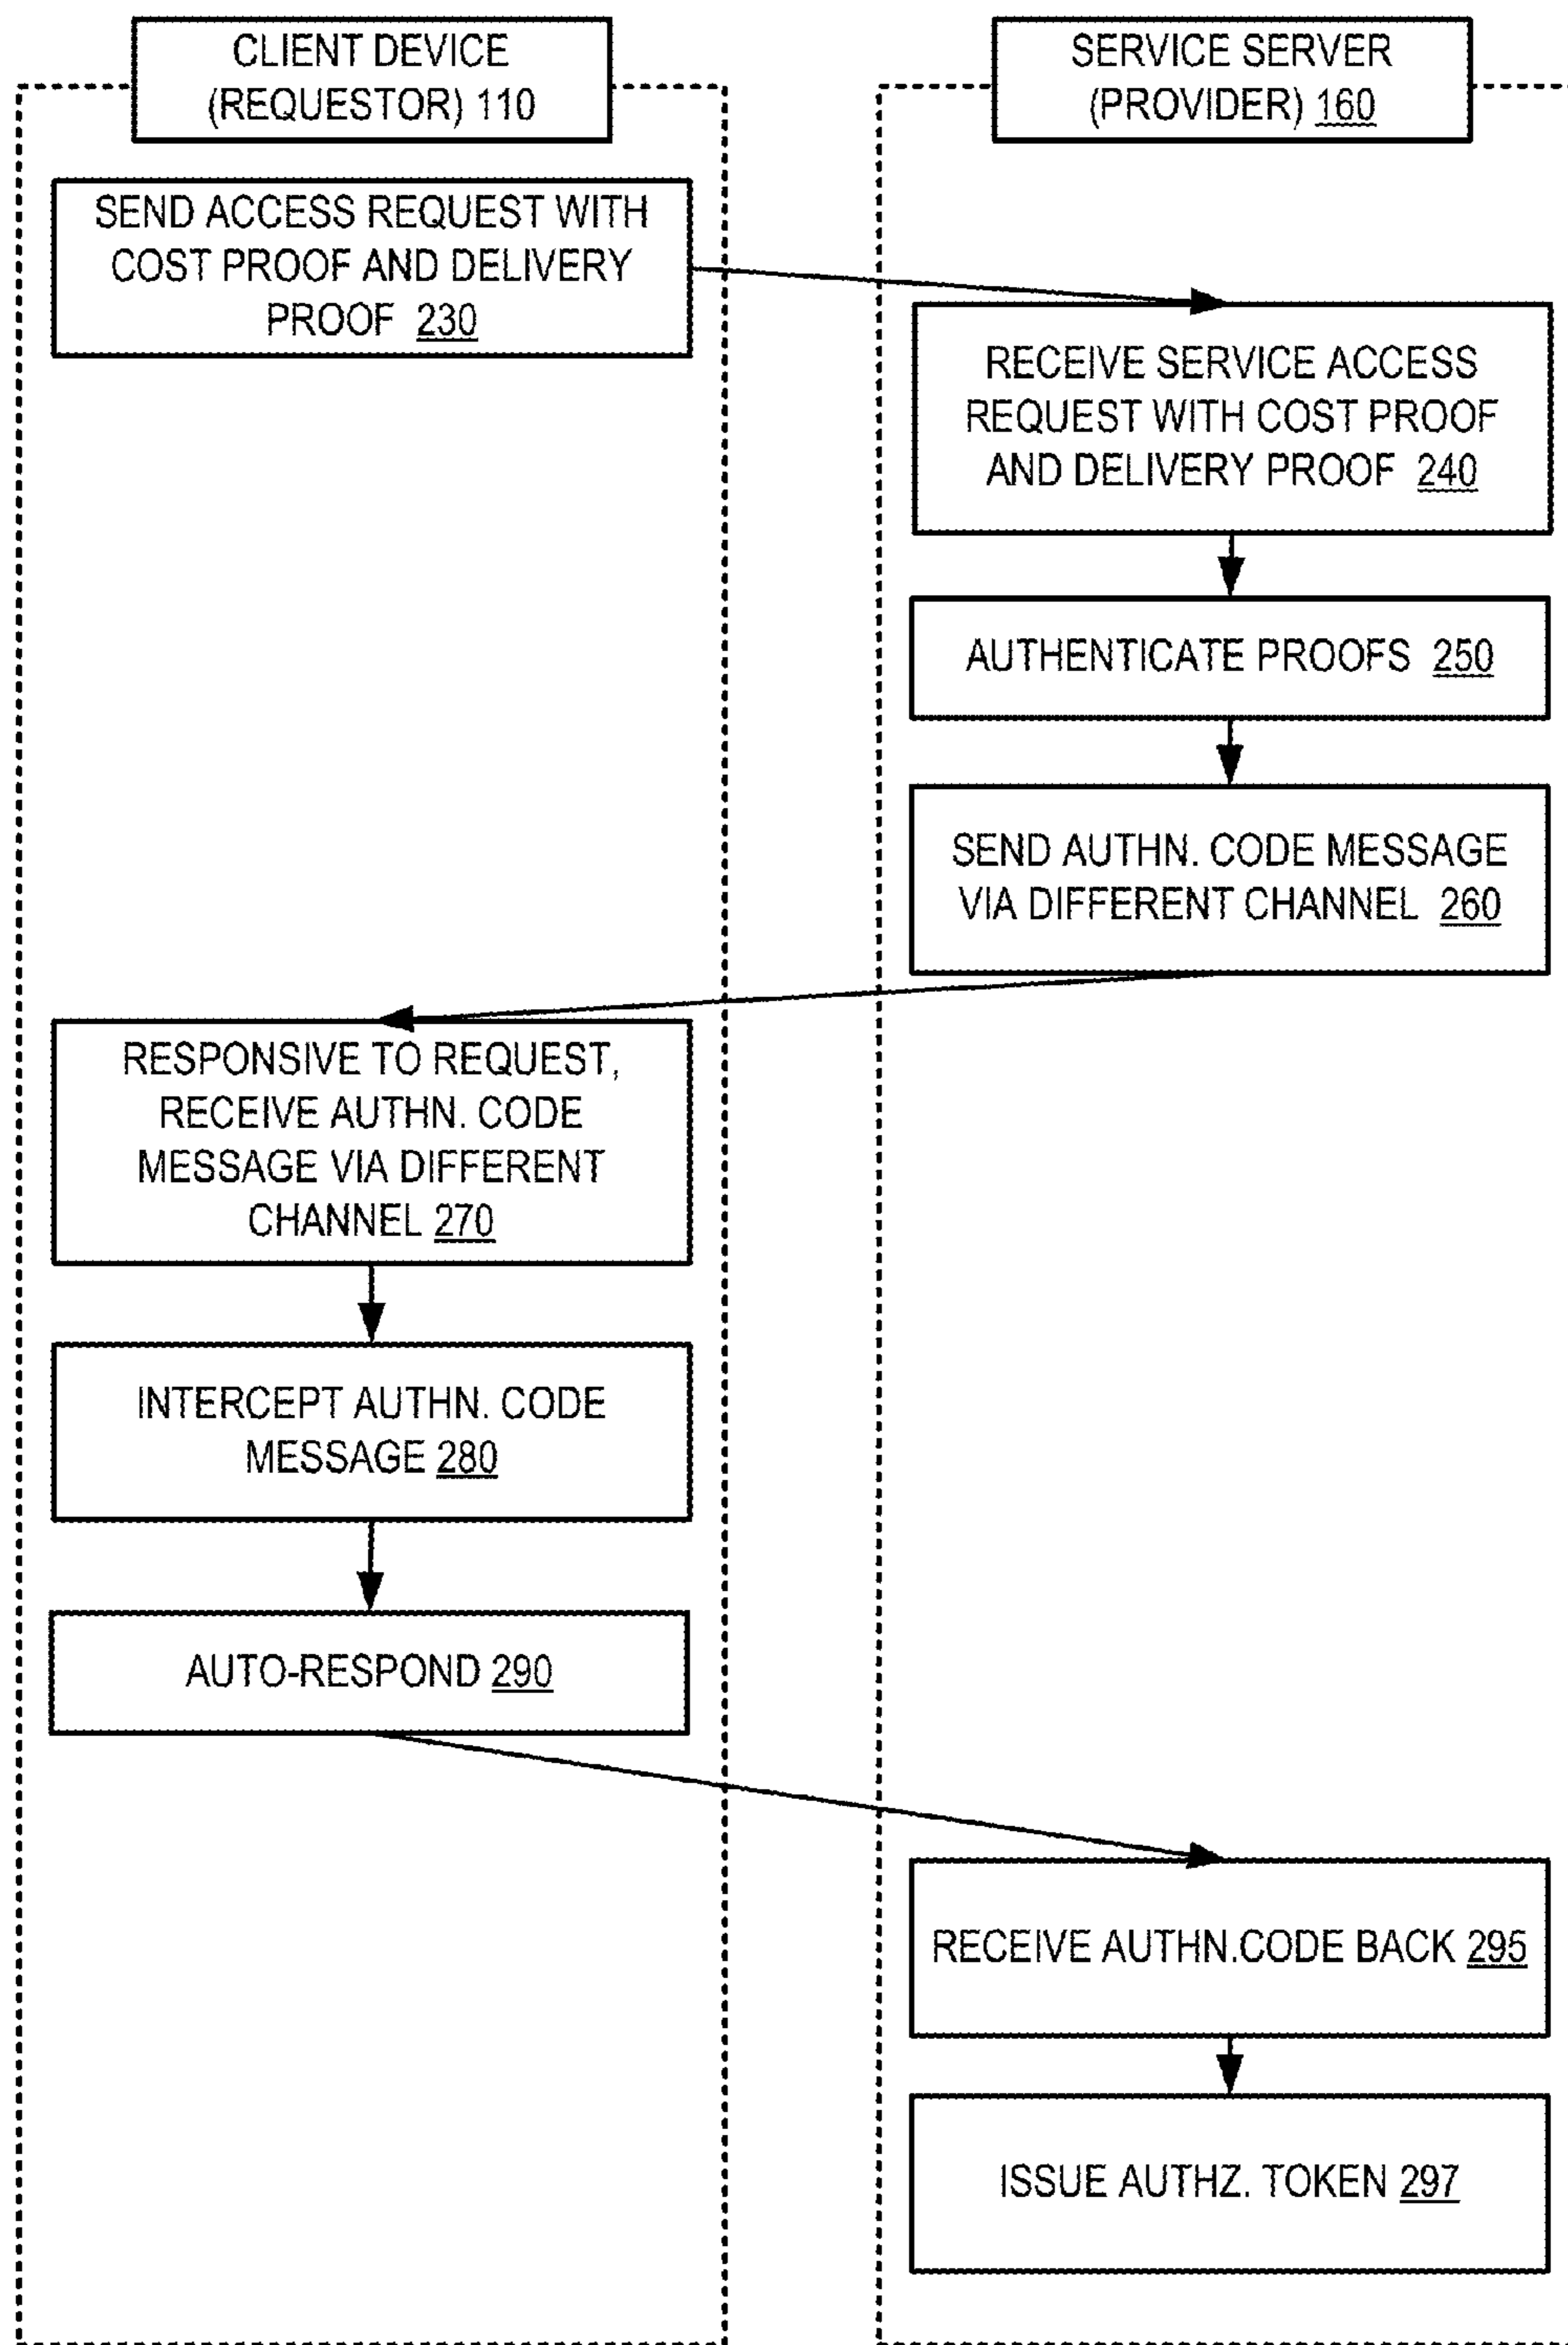 CLIENT DEVICE
(REQUESTOR) 110
SERVICE SERVER
(PROVIDER) 160
SEND ACCESS REQUEST WITH
COST PROOF AND DELIVERY
PROOF 230
RECEIVE SERVICE ACCESS
REQUEST WITH COST PROOF
AND DELIVERY PROOF 240
AUTHENTICATE PROOFS 250
SEND AUTHN. CODE MESSAGE
VIA DIFFERENT CHANNEL 260
RESPONSIVE TO REQUEST,
RECEIVE AUTHN. CODE
MESSAGE VIA DIFFERENT
CHANNEL 270
INTERCEPT AUTHN. CODE
MESSAGE 280
AUTO-RESPOND 290
RECEIVE AUTHN.CODE BACK 295
ISSUE AUTHZ. TOKEN 297